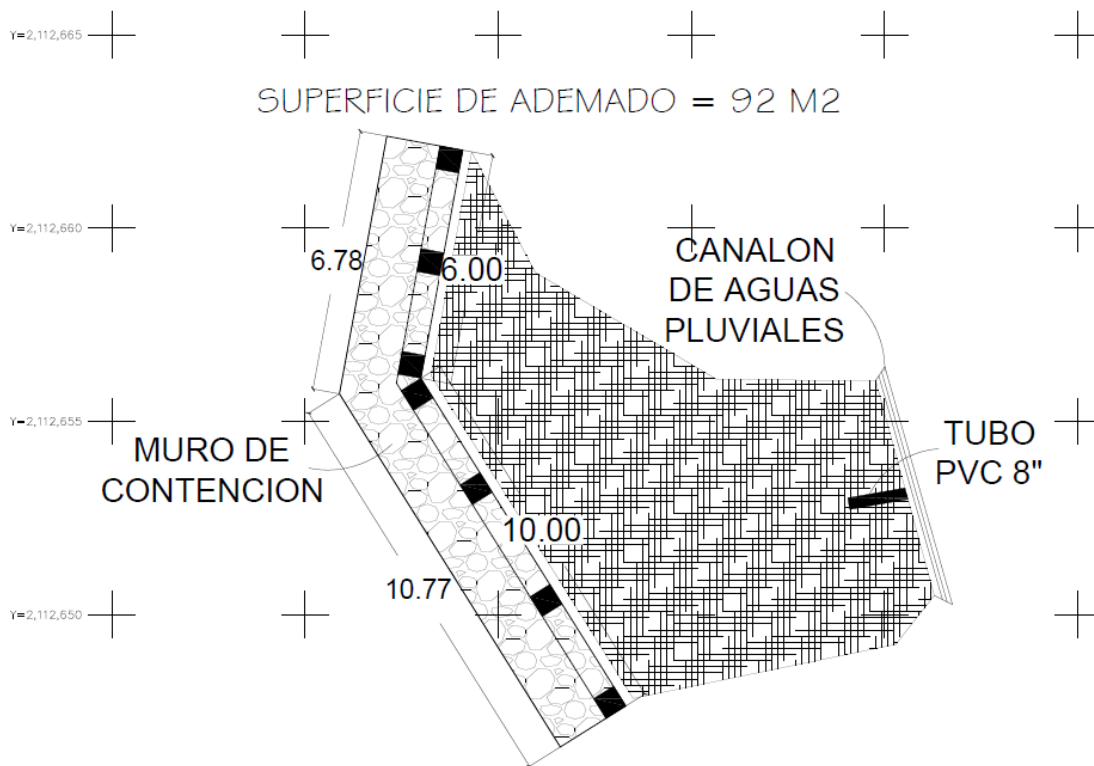 Y=2,112,665
SUPERFICIE DE ADEMADO = 92 M2
Y=2,112,660
6.78
6.00
CANALON
DE AGUAS
PLUVIALES
Y=2,112,655
MURO DE
CONTENCION
TUBO
PVC 8"
10.00
10.77
Y=2,112,650